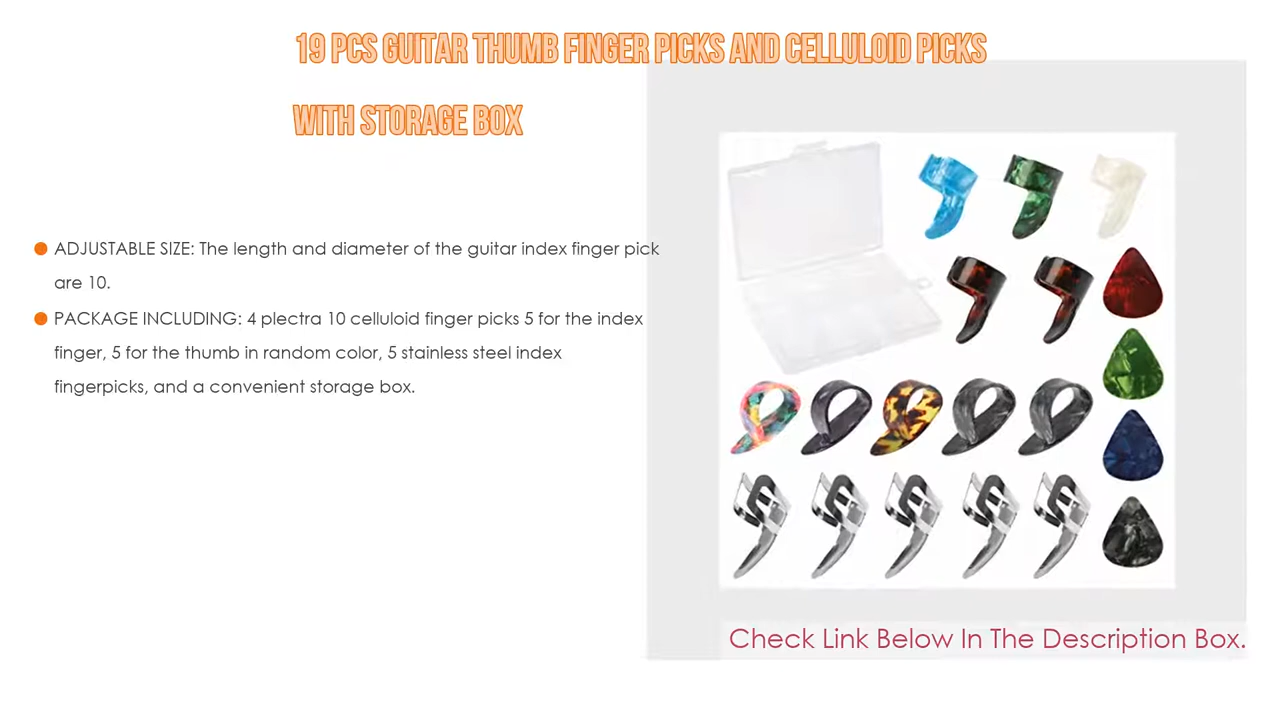 19 PCS GUITAR THUMB FINGER PICKS AND CELLULOID PICKS
WITH STORAGE BOX
ADJUSTABLE SIZE: The length and diameter of the guitar index finger pick
are 10.
PACKAGE INCLUDING: 4 plectra 10 celluloid finger picks 5 for the index
finger, 5 for the thumb in random color, 5 stainless steel index
fingerpicks, and a convenient storage box.
Check Link Below In The Description Box.